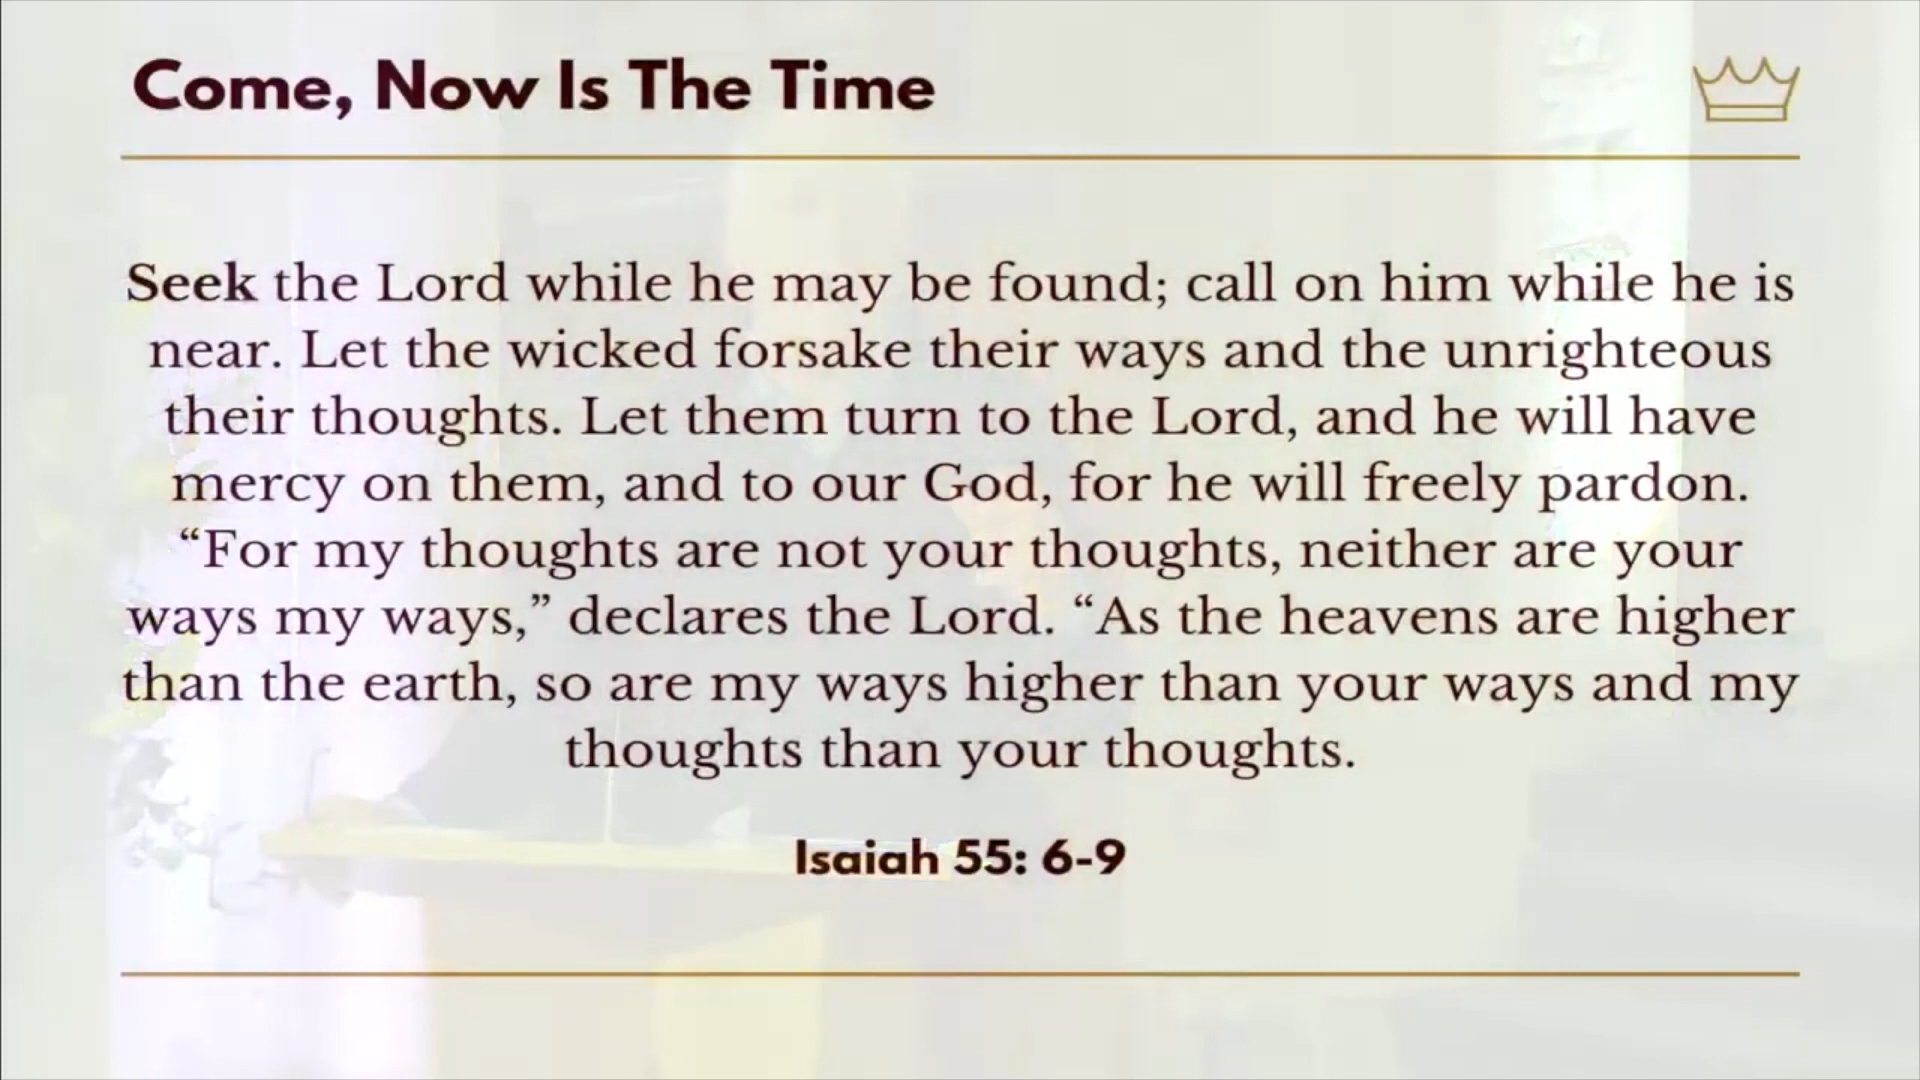 Come, Now Is The Time
Seek the Lord while he may be found; call on him while he is
near. Let the wicked forsake their ways and the unrighteous
their thoughts. Let them turn to the Lord, and he will have
mercy on them, and to our God, for he will freely pardon.
“For my thoughts are not your thoughts, neither are your
ways my ways,” declares the Lord. “As the heavens are higher
than the earth, so are my ways higher than your ways and my
thoughts than your thoughts.
Isaiah 55: 6-9